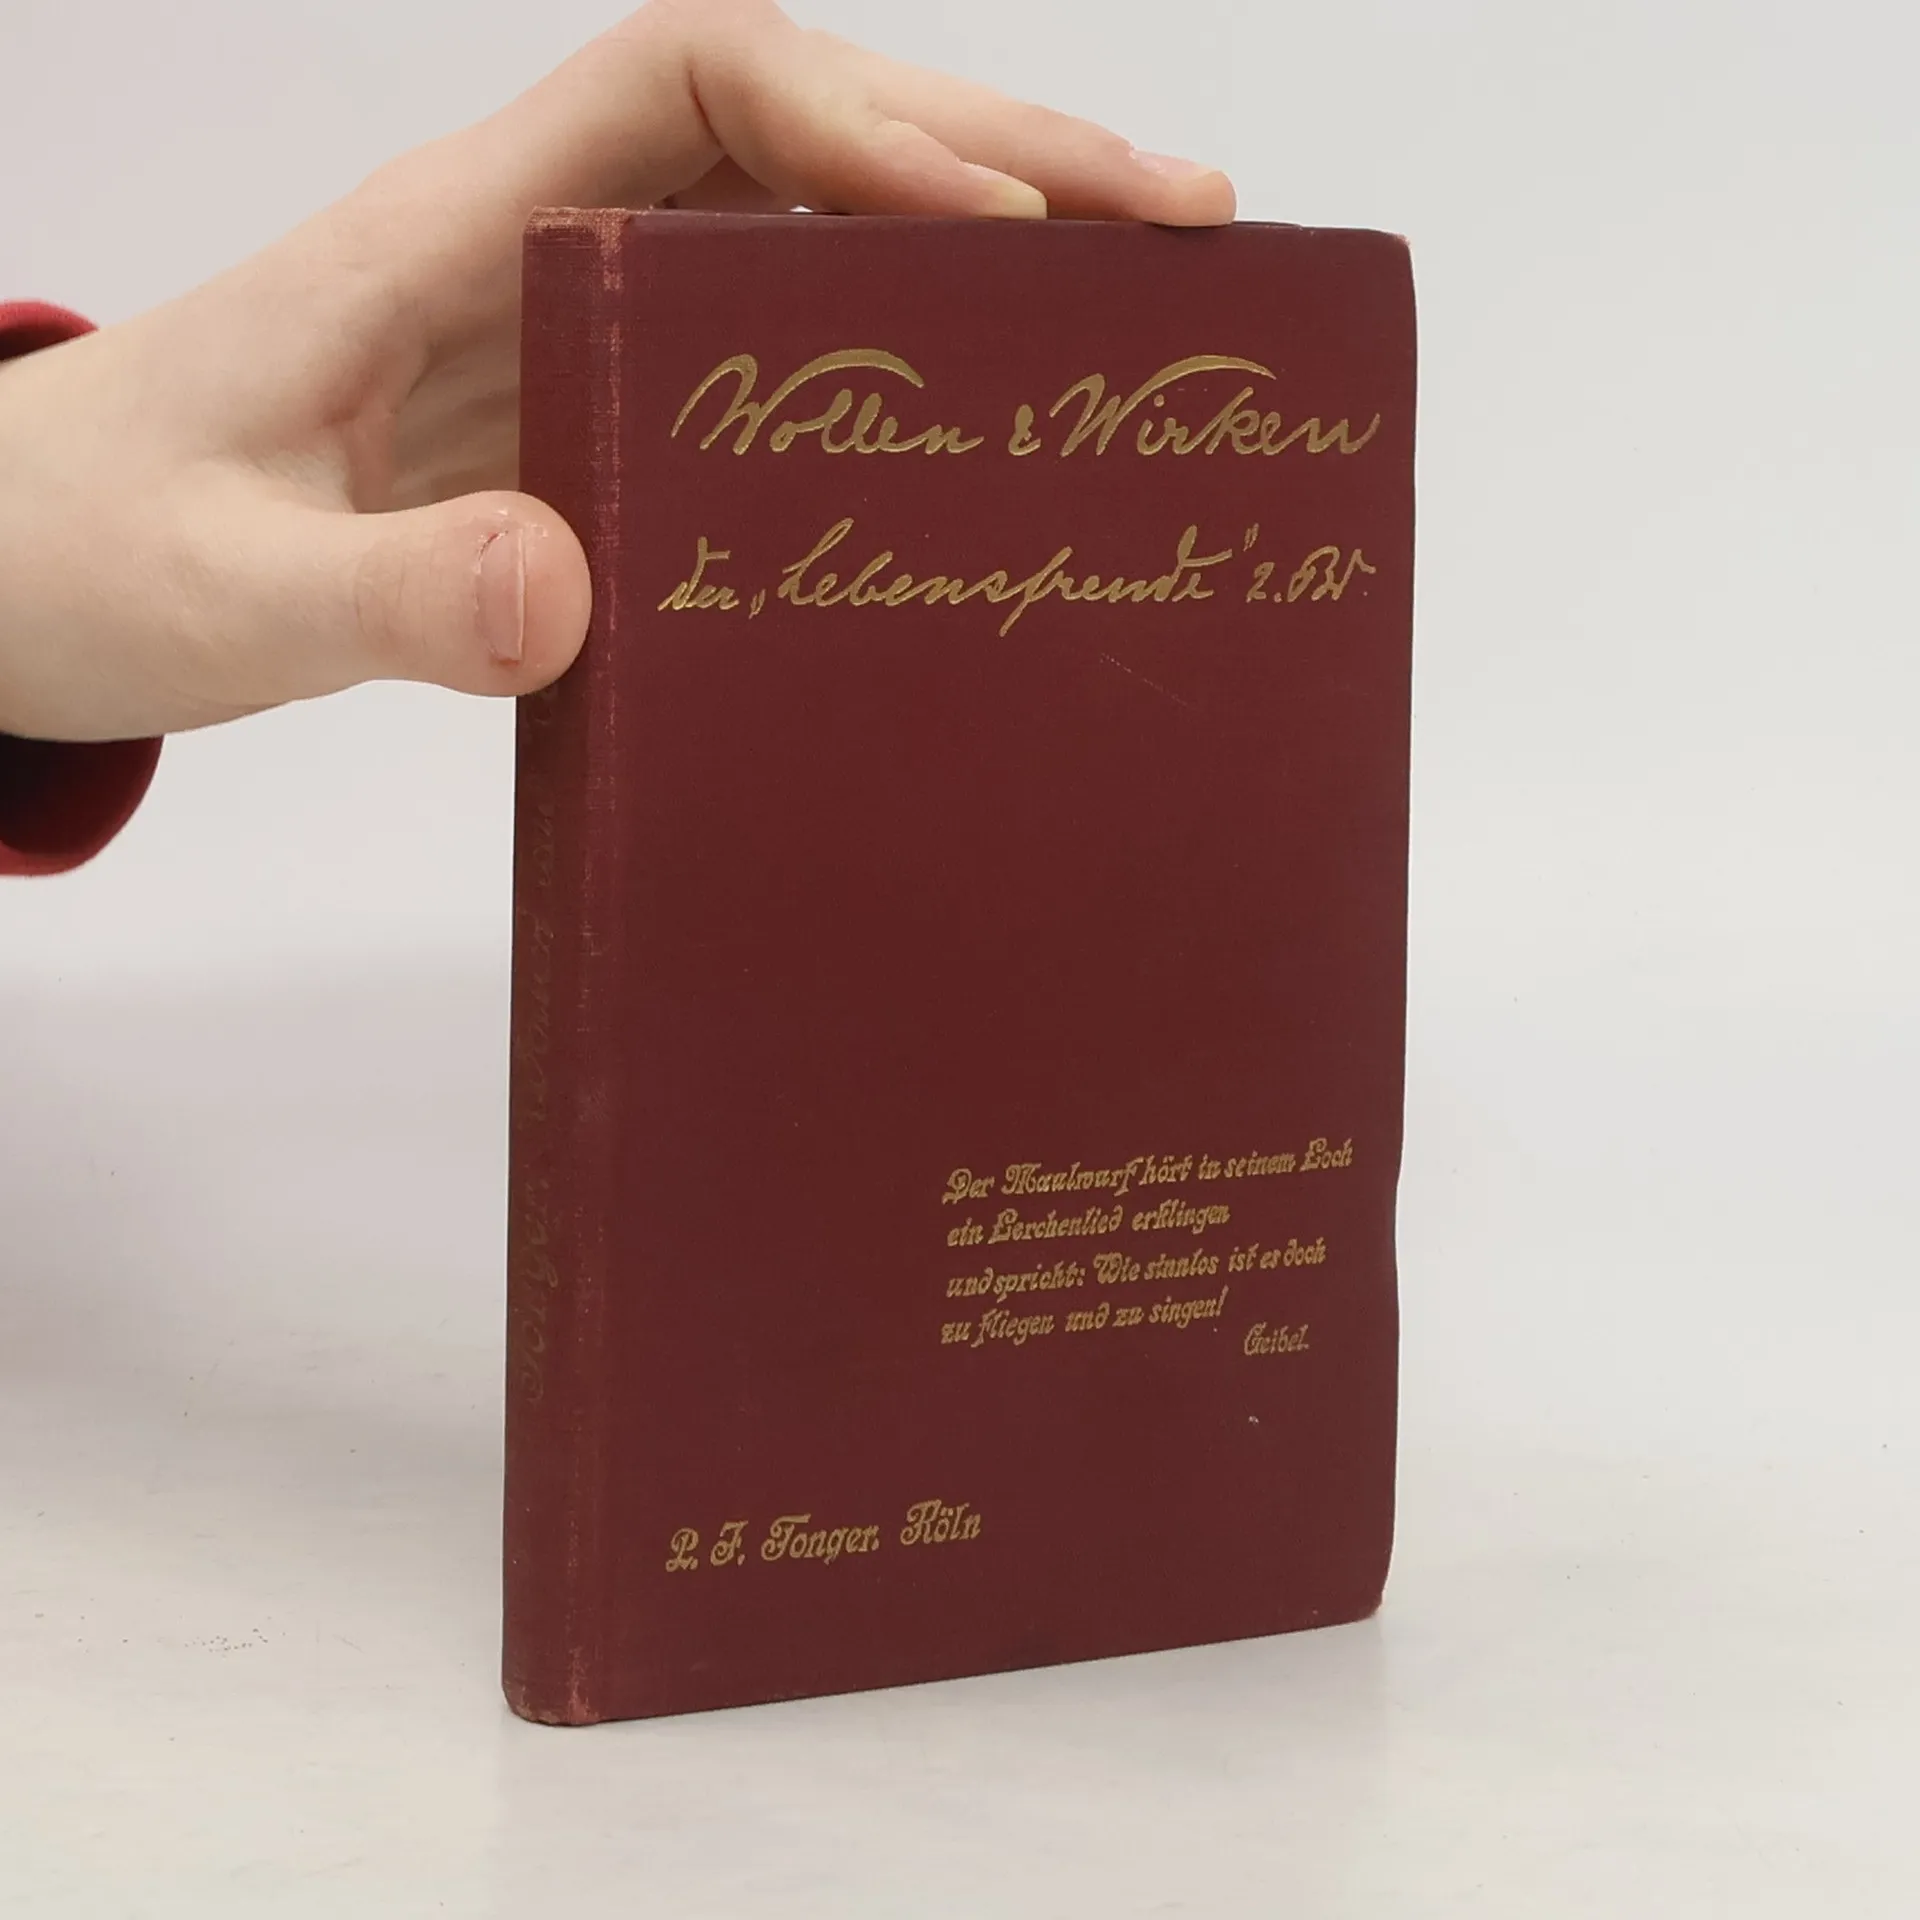 Wollen & Wirken
der „Lebensfreude" 2. Bd.
Der Maulwurf hört in seinem Loch
ein Lerchenlied erklingen
und spricht: Wie sinnlos ist es doch
zu fliegen und zu singen!
Geibel.
P. J. Tonger. Köln